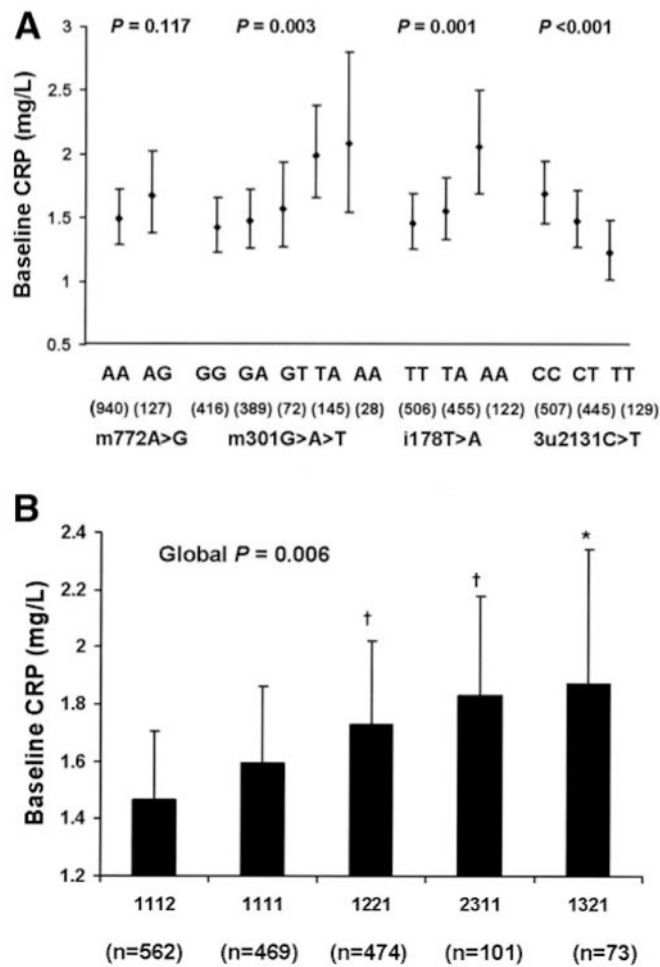 A
3
2.5
2
1.5
1
0.5
Baseline CRP (mg/L)
P = 0.117 P = 0.003 P = 0.001 P <0.001
AA AG GG GA GT TA AA TT TA AA CC CT TT
(940) (127) (416) (389) (72) (145) (28) (506) (455) (122) (507) (445) (129)
m772A>G m301G>A>T i178T>A 3u2131C>T
B
2.4
2.2
2
1.8
1.6
1.4
1.2
Baseline CRP (mg/L)
Global P = 0.006
† † *
1112 1111 1221 2311 1321
(n=562) (n=469) (n=474) (n=101) (n=73)